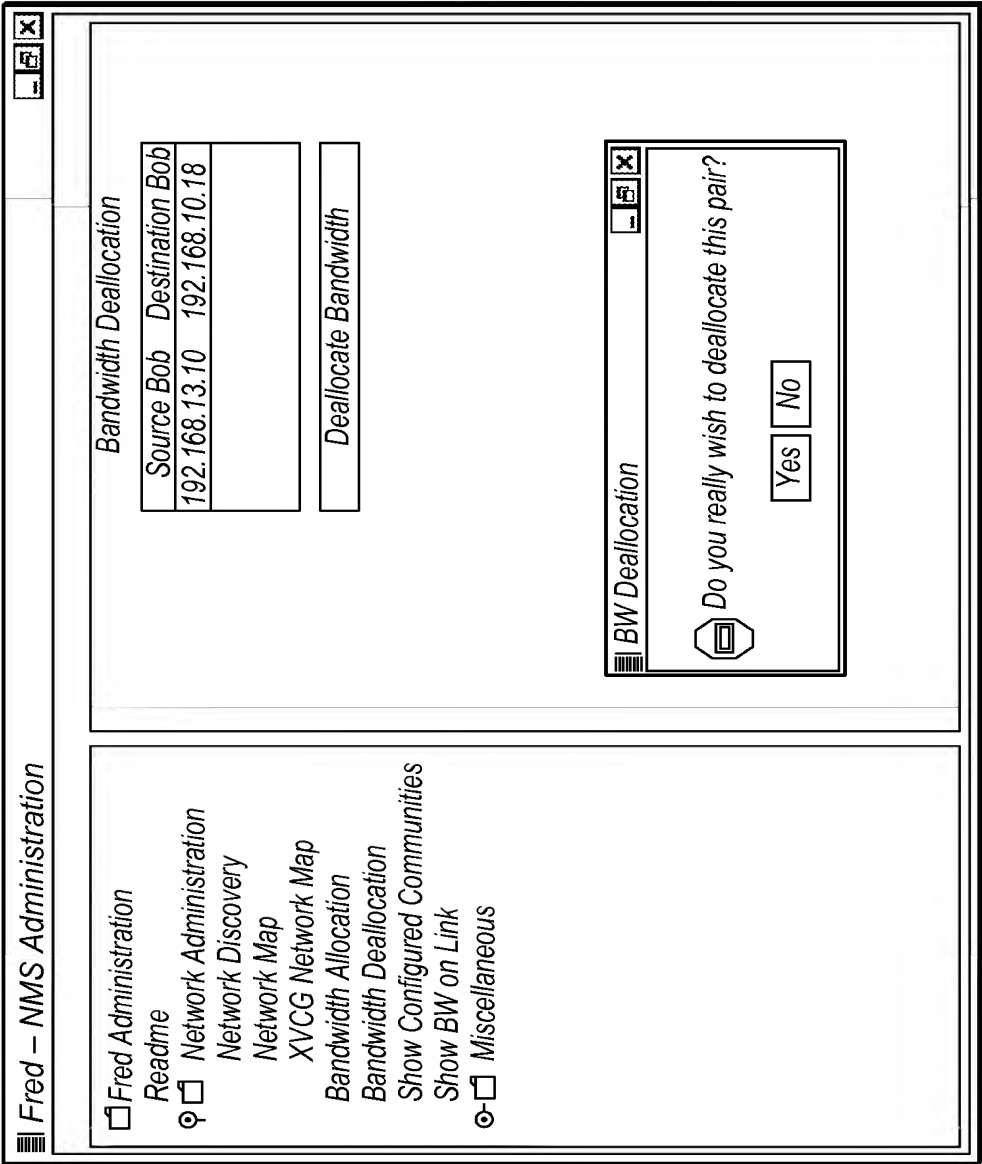 Fred – NMS Administration
Fred Administration
Readme
Network Administration
Network Discovery
Network Map
XVCG Network Map
Bandwidth Allocation
Bandwidth Deallocation
Show Configured Communities
Show BW on Link
Miscellaneous
Bandwidth Deallocation
Source Bob Destination Bob
192.168.13.10 192.168.10.18
Deallocate Bandwidth
BW Deallocation
Do you really wish to deallocate this pair?
Yes No